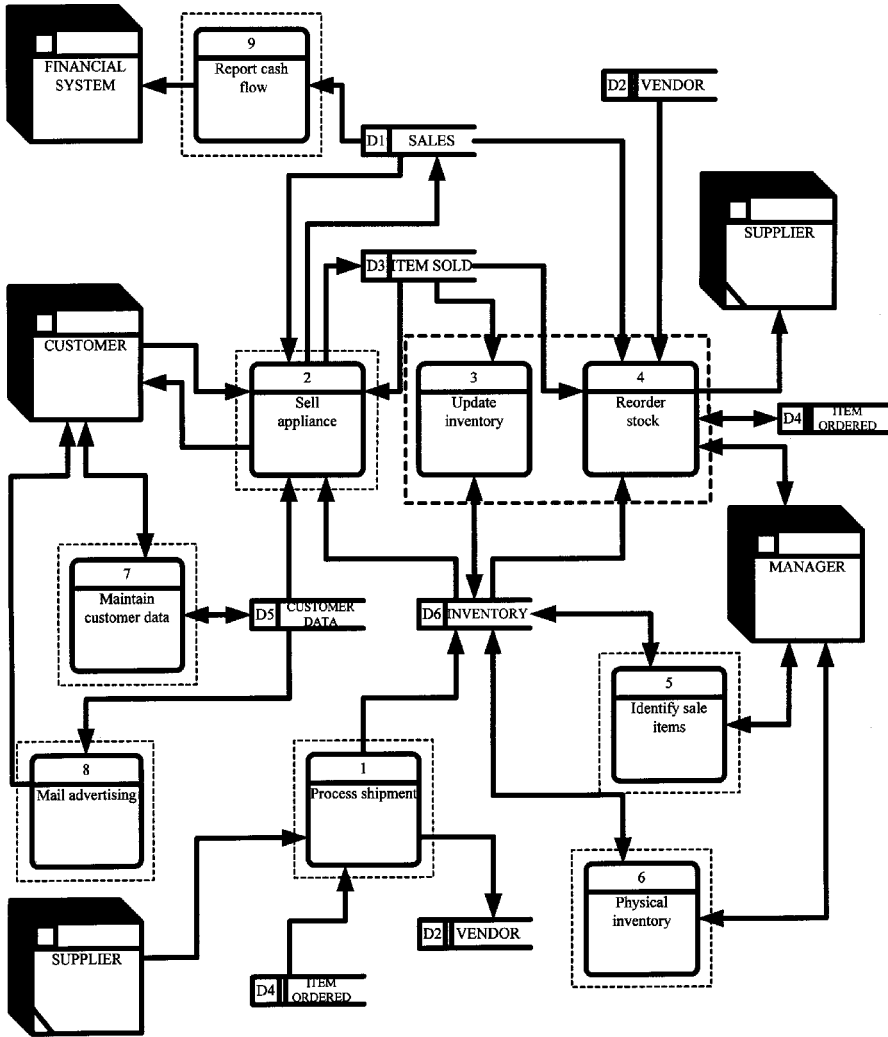 9
Report cash
flow
FINANCIAL
SYSTEM
D2 VENDOR
D1 SALES
SUPPLIER
D3 ITEM SOLD
CUSTOMER
2
Sell
appliance
3
Update
inventory
4
Reorder
stock
D4 ITEM
ORDERED
7
Maintain
customer data
D5 CUSTOMER
DATA
D6 INVENTORY
MANAGER
5
Identify sale
items
8
Mail advertising
1
Process shipment
6
Physical
inventory
D2 VENDOR
SUPPLIER
D4 ITEM
ORDERED